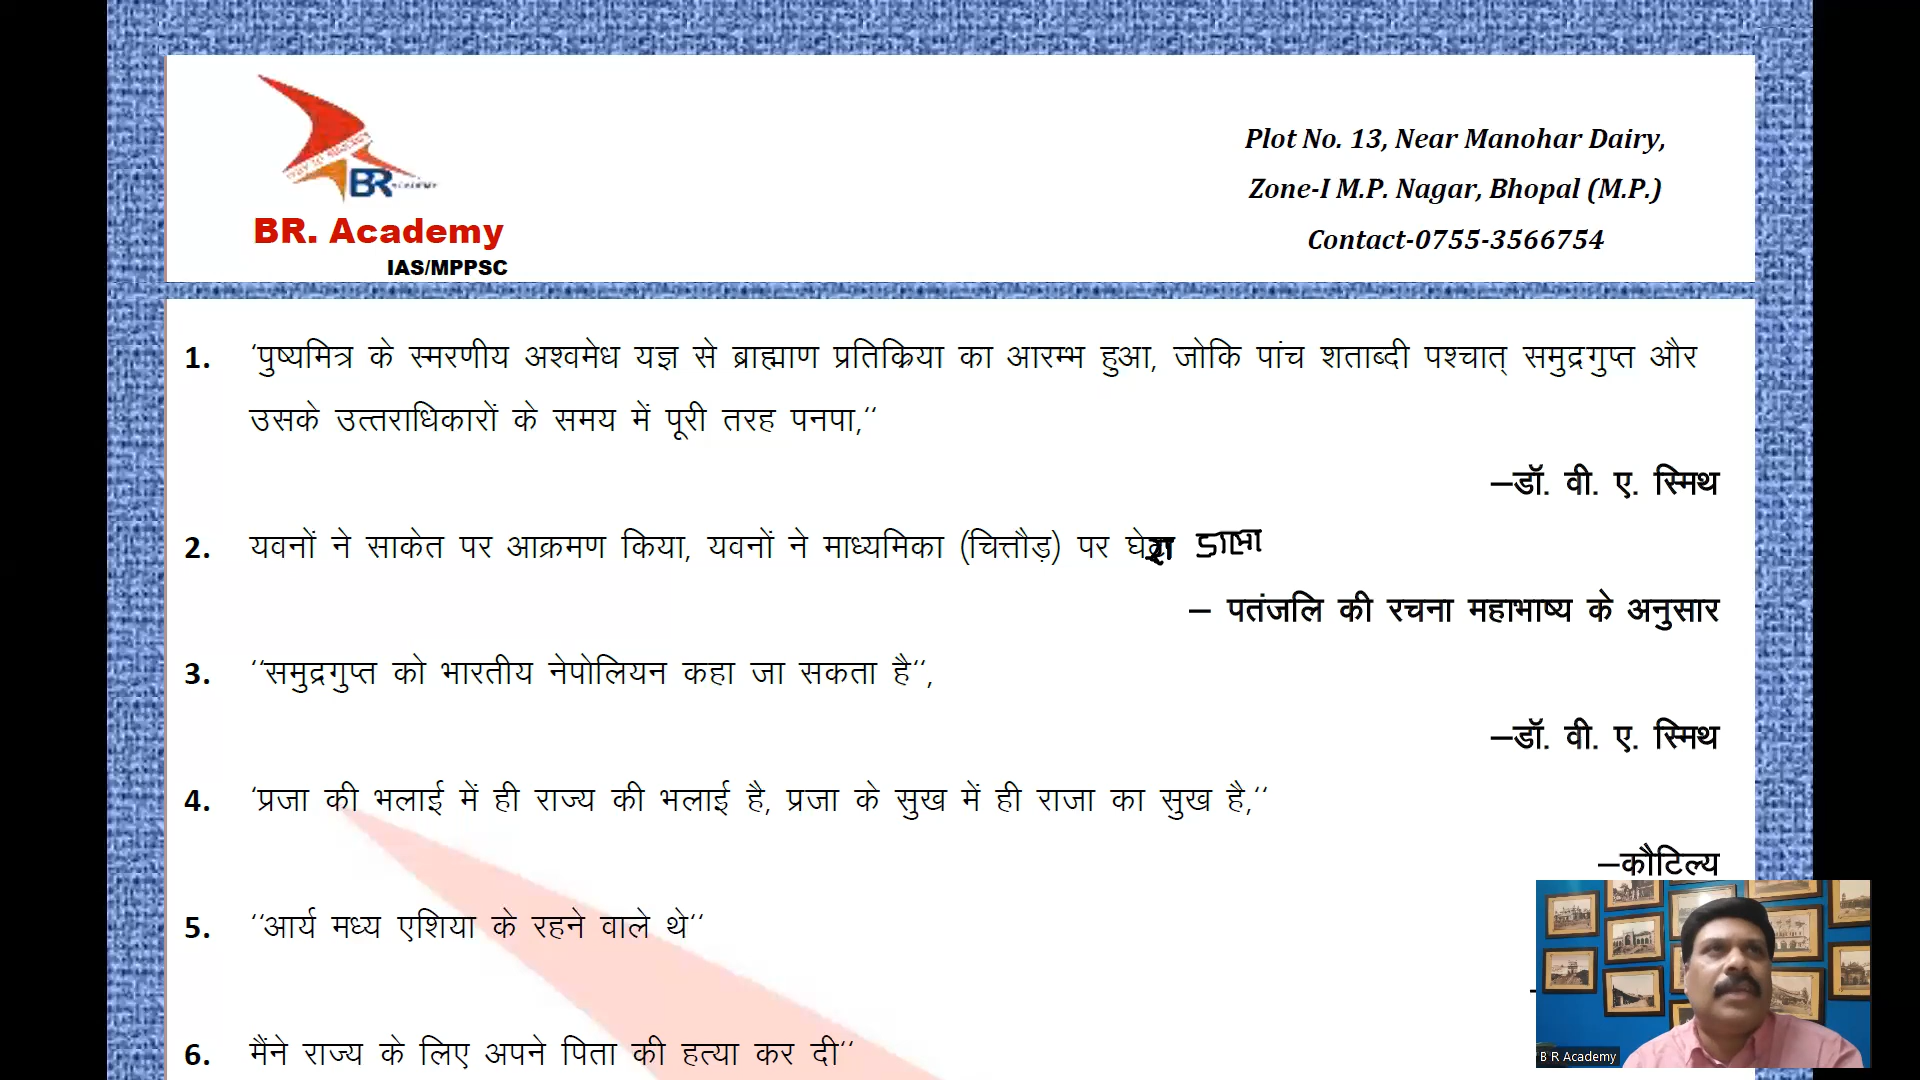 BR ACADEMY
BR. Academy
IAS/MPPSC
Plot No. 13, Near Manohar Dairy,
Zone-I M.P. Nagar, Bhopal (M.P.)
Contact-0755-3566754
1. ‘पुष्यमित्र के स्मरणीय अश्वमेध यज्ञ से ब्राह्माण प्रतिक्रिया का आरम्भ हुआ, जोकि पांच शताब्दी पश्चात् समुद्रगुप्त और
उसके उत्तराधिकारों के समय में पूरी तरह पनपा,‘‘
–डॉ. वी. ए. स्मिथ
2. यवनों ने साकेत पर आक्रमण किया, यवनों ने माध्यमिका (चित्तौड़) पर घेरा डाला
– पतंजलि की रचना महाभाष्य के अनुसार
3. ‘‘समुद्रगुप्त को भारतीय नेपोलियन कहा जा सकता है‘‘,
–डॉ. वी. ए. स्मिथ
4. ‘प्रजा की भलाई में ही राज्य की भलाई है, प्रजा के सुख में ही राजा का सुख है,‘‘
–कौटिल्य
5. ‘‘आर्य मध्य एशिया के रहने वाले थे‘‘
6. मैंने राज्य के लिए अपने पिता की हत्या कर दी‘‘
B R Academy